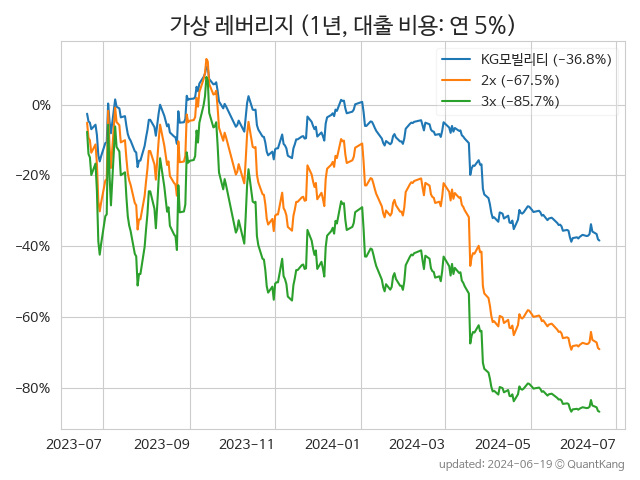 가상 레버리지 (1년, 대출 비용: 연 5%)
KG모빌리티 (−36.8%)
2x (−67.5%)
3x (−85.7%)
0%
−20%
−40%
−60%
−80%
2023-07 2023-09 2023-11 2024-01 2024-03 2024-05 2024-07
updated: 2024-06-19 © QuantKang